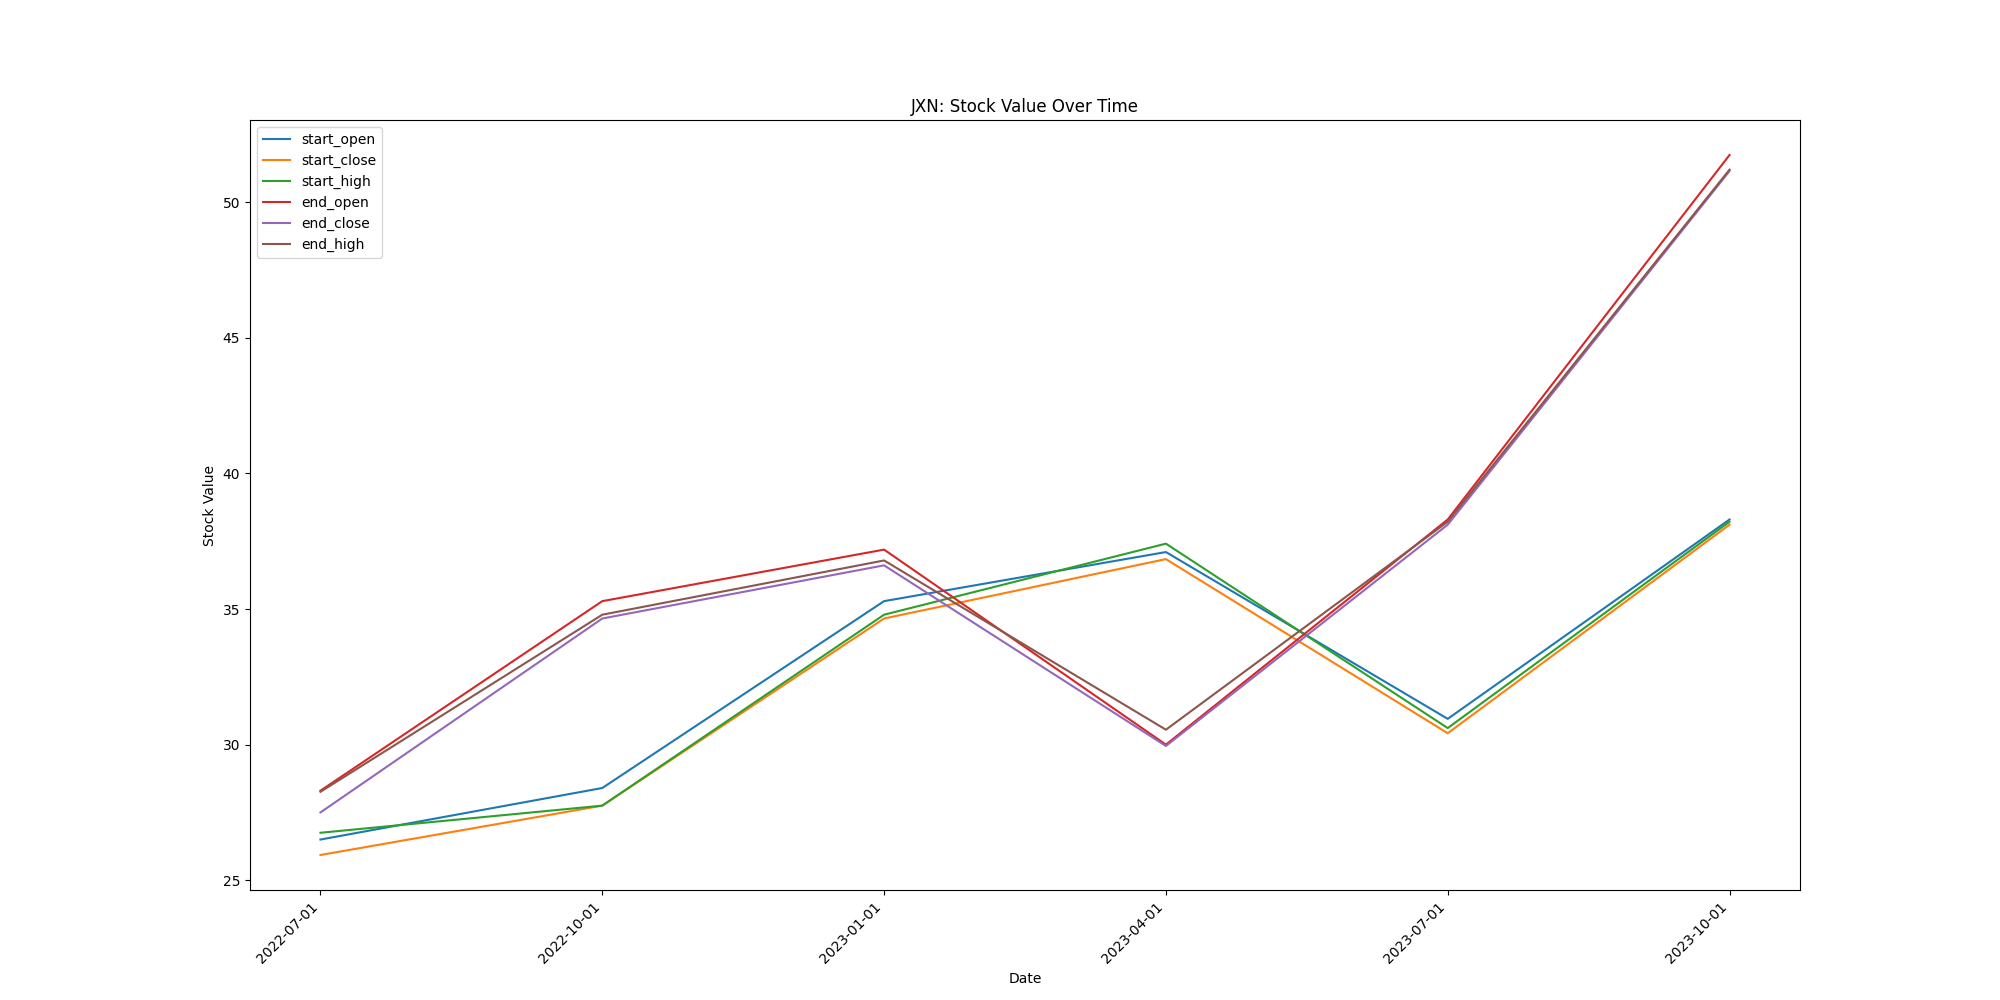 JXN: Stock Value Over Time
start_open
start_close
start_high
end_open
end_close
end_high
Stock Value
50
45
40
35
30
25
2022-07-01
2022-10-01
2023-01-01
2023-04-01
2023-07-01
2023-10-01
Date